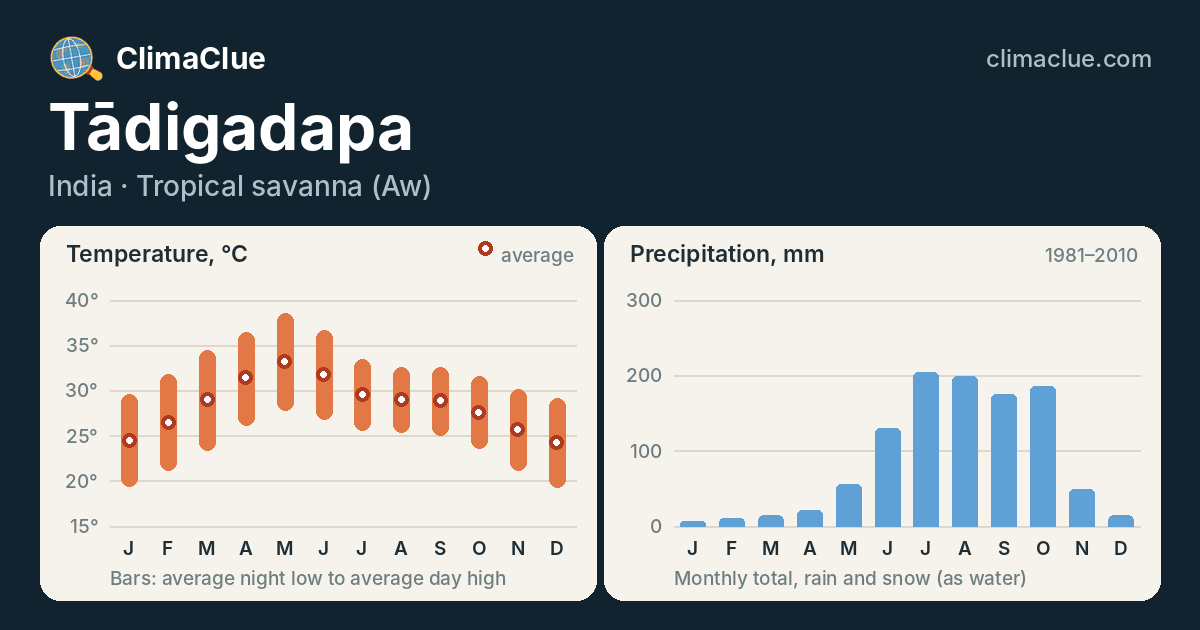 ClimaClue
climaclue.com
Tādigadapa
India · Tropical savanna (Aw)
Temperature, °C
average
40°
35°
30°
25°
20°
15°
J F M A M J J A S O N D
Bars: average night low to average day high
Precipitation, mm
1981–2010
300
200
100
0
J F M A M J J A S O N D
Monthly total, rain and snow (as water)